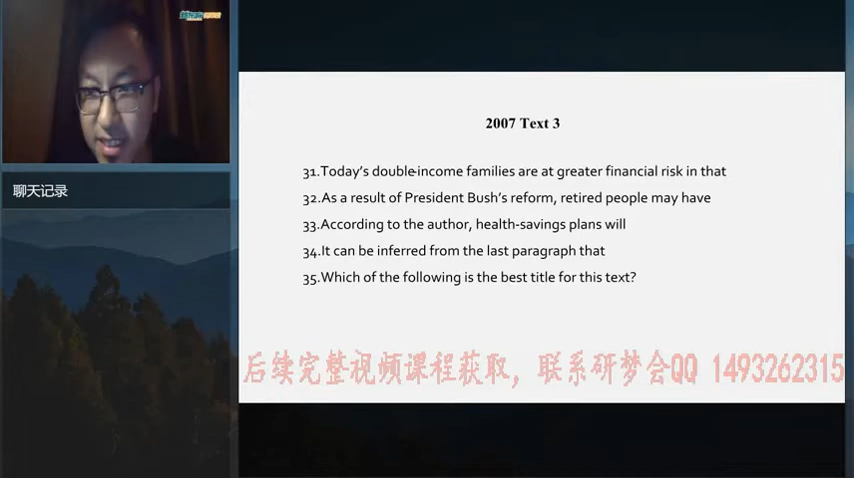 聊天记录
2007 Text 3
31.Today's double-income families are at greater financial risk in that
32.As a result of President Bush's reform, retired people may have
33.According to the author, health-savings plans will
34.It can be inferred from the last paragraph that
35.Which of the following is the best title for this text?
后续完整视频课程获取，联系研梦会QQ 1493262315